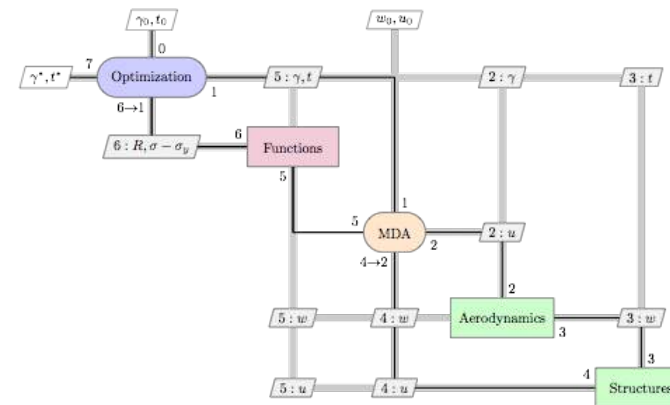 γ₀, t₀
w₀, u₀
0
7
γ*, t*
Optimization
5 : γ, t
2 : γ
3 : t
1
6→1
6 : R, σ − σ_y
6
Functions
5
1
5
MDA
2 : u
2
4→2
2
5 : w
4 : w
Aerodynamics
3 : w
3
3
4
5 : u
4 : u
Structures